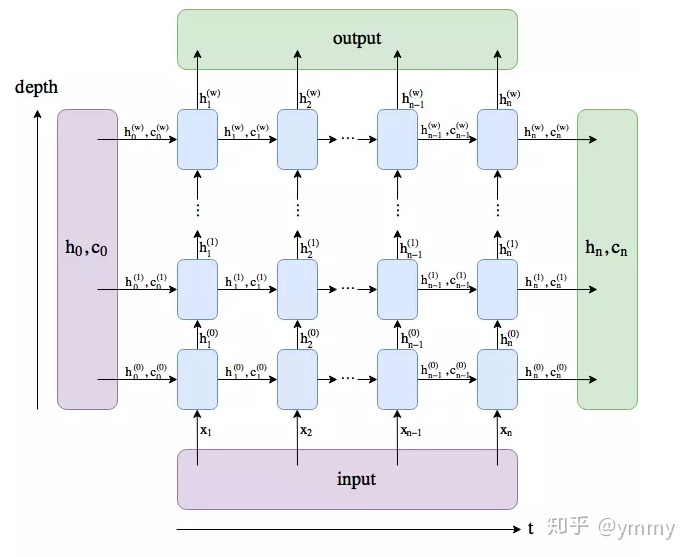 output
depth
h₁⁽ʷ⁾ h₂⁽ʷ⁾ hₙ₋₁⁽ʷ⁾ hₙ⁽ʷ⁾
h₀⁽ʷ⁾,c₀⁽ʷ⁾ h₁⁽ʷ⁾,c₁⁽ʷ⁾ ··· hₙ₋₁⁽ʷ⁾,cₙ₋₁⁽ʷ⁾ hₙ⁽ʷ⁾,cₙ⁽ʷ⁾
⋮ ⋮ ⋮ ⋮
h₀,c₀ h₁⁽¹⁾ h₂⁽¹⁾ hₙ₋₁⁽¹⁾ hₙ⁽¹⁾ hₙ,cₙ
h₀⁽¹⁾,c₀⁽¹⁾ h₁⁽¹⁾,c₁⁽¹⁾ ··· hₙ₋₁⁽¹⁾,cₙ₋₁⁽¹⁾ hₙ⁽¹⁾,cₙ⁽¹⁾
h₁⁽⁰⁾ h₂⁽⁰⁾ hₙ₋₁⁽⁰⁾ hₙ⁽⁰⁾
h₀⁽⁰⁾,c₀⁽⁰⁾ h₁⁽⁰⁾,c₁⁽⁰⁾ ··· hₙ₋₁⁽⁰⁾,cₙ₋₁⁽⁰⁾ hₙ⁽⁰⁾,cₙ⁽⁰⁾
x₁ x₂ xₙ₋₁ xₙ
input
t
知乎 @ymmy